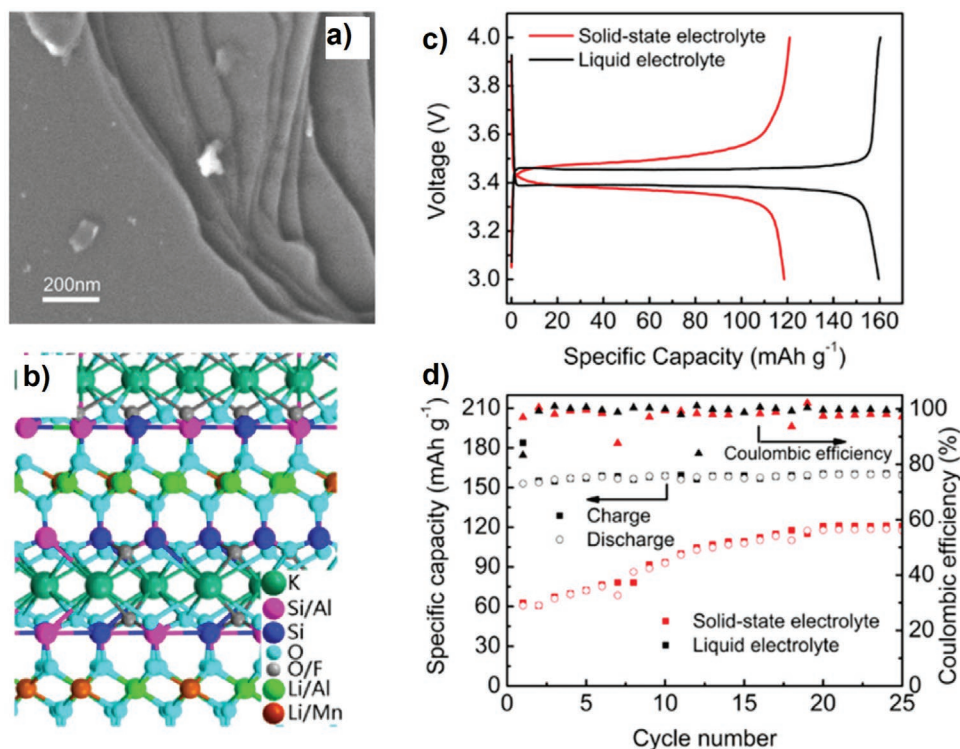 a)
200nm
b)
K
Si/Al
Si
O
O/F
Li/Al
Li/Mn
c)
Solid-state electrolyte
Liquid electrolyte
Voltage (V)
4.0
3.8
3.6
3.4
3.2
3.0
0 20 40 60 80 100 120 140 160
Specific Capacity (mAh g⁻¹)
d)
Specific capacity (mAh g⁻¹)
210
180
150
120
90
60
30
0
Coulombic efficiency
Charge
Discharge
Solid-state electrolyte
Liquid electrolyte
100
80
60
40
20
0
Coulombic efficiency (%)
0 5 10 15 20 25
Cycle number